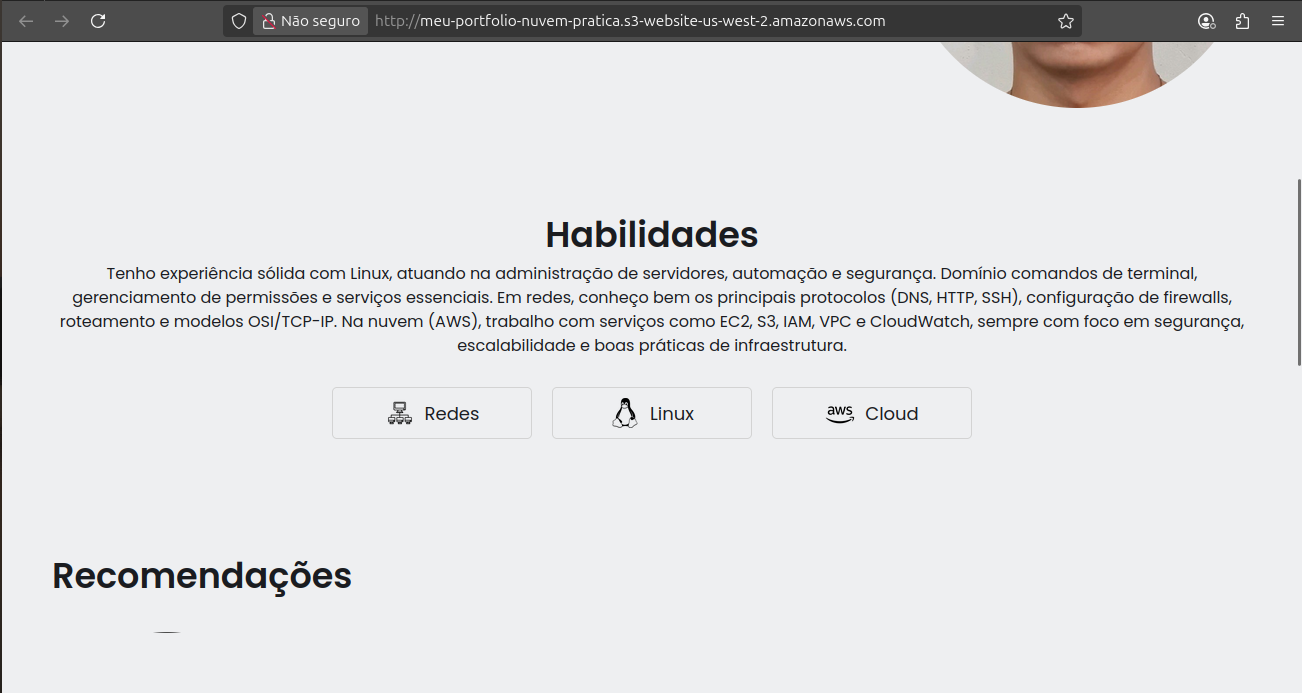 Não seguro
http://meu-portfolio-nuvem-pratica.s3-website-us-west-2.amazonaws.com
Habilidades
Tenho experiência sólida com Linux, atuando na administração de servidores, automação e segurança. Domínio comandos de terminal,
gerenciamento de permissões e serviços essenciais. Em redes, conheço bem os principais protocolos (DNS, HTTP, SSH), configuração de firewalls,
roteamento e modelos OSI/TCP-IP. Na nuvem (AWS), trabalho com serviços como EC2, S3, IAM, VPC e CloudWatch, sempre com foco em segurança,
escalabilidade e boas práticas de infraestrutura.
Redes
Linux
aws Cloud
Recomendações